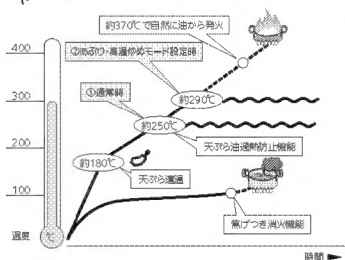 約370℃で自然に油から発火
400
②あぶり・高温炒めモード設定時
①通常時
約290℃
300
約250℃
天ぷら油過熱防止機能
200
約180℃
天ぷら適温
100
焦げつき消火機能
温度
℃
時間